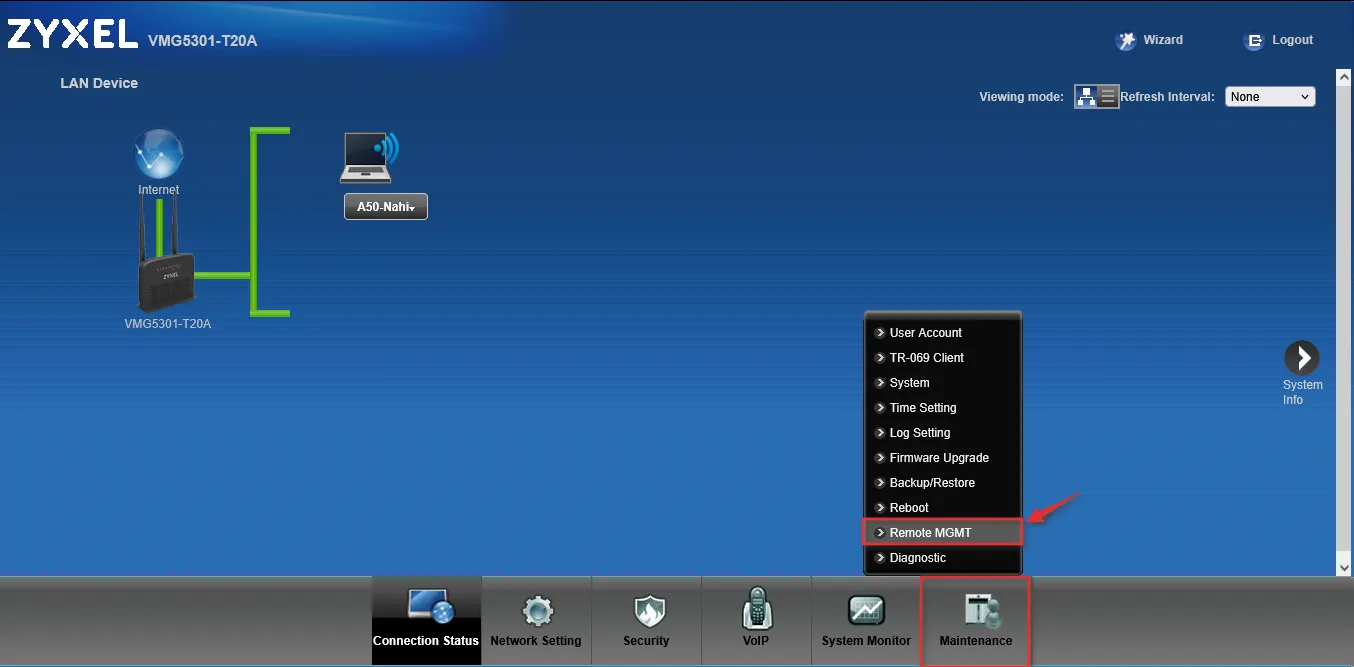 ZYXEL VMG5301-T20A
Wizard
Logout
LAN Device
Viewing mode:
Refresh Interval:
None
Internet
A50-Nahi
ZYXEL
VMG5301-T20A
System
Info
User Account
TR-069 Client
System
Time Setting
Log Setting
Firmware Upgrade
Backup/Restore
Reboot
Remote MGMT
Diagnostic
Connection Status
Network Setting
Security
VoIP
System Monitor
Maintenance